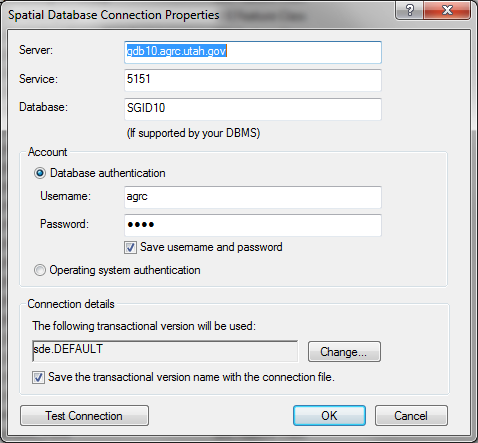 Spatial Database Connection Properties
Server:
gdb10.agrc.utah.gov
Service:
5151
Database:
SGID10
(If supported by your DBMS)
Account
Database authentication
Username:
agrc
Password:
●●●●
Save username and password
Operating system authentication
Connection details
The following transactional version will be used:
sde.DEFAULT
Change...
Save the transactional version name with the connection file.
Test Connection
OK
Cancel